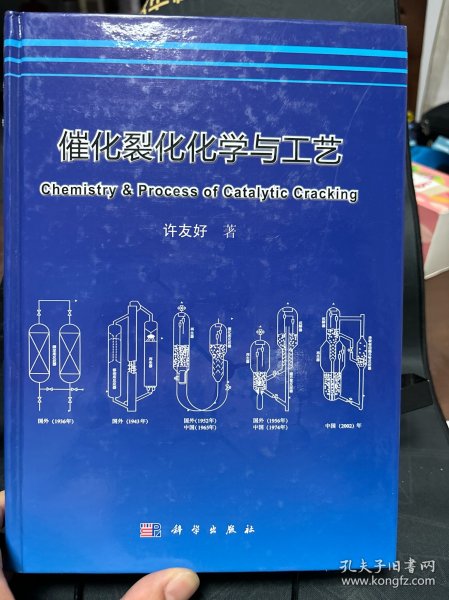 催化裂化化学与工艺
Chemistry & Process of Catalytic Cracking
许友好 著
国外 (1936年)
国外 (1943年)
国外(1952年)
中国(1965年)
国外 (1956年)
中国 (1974年)
中国 (2002) 年
科学出版社
孔夫子旧书网
www.kongfz.com